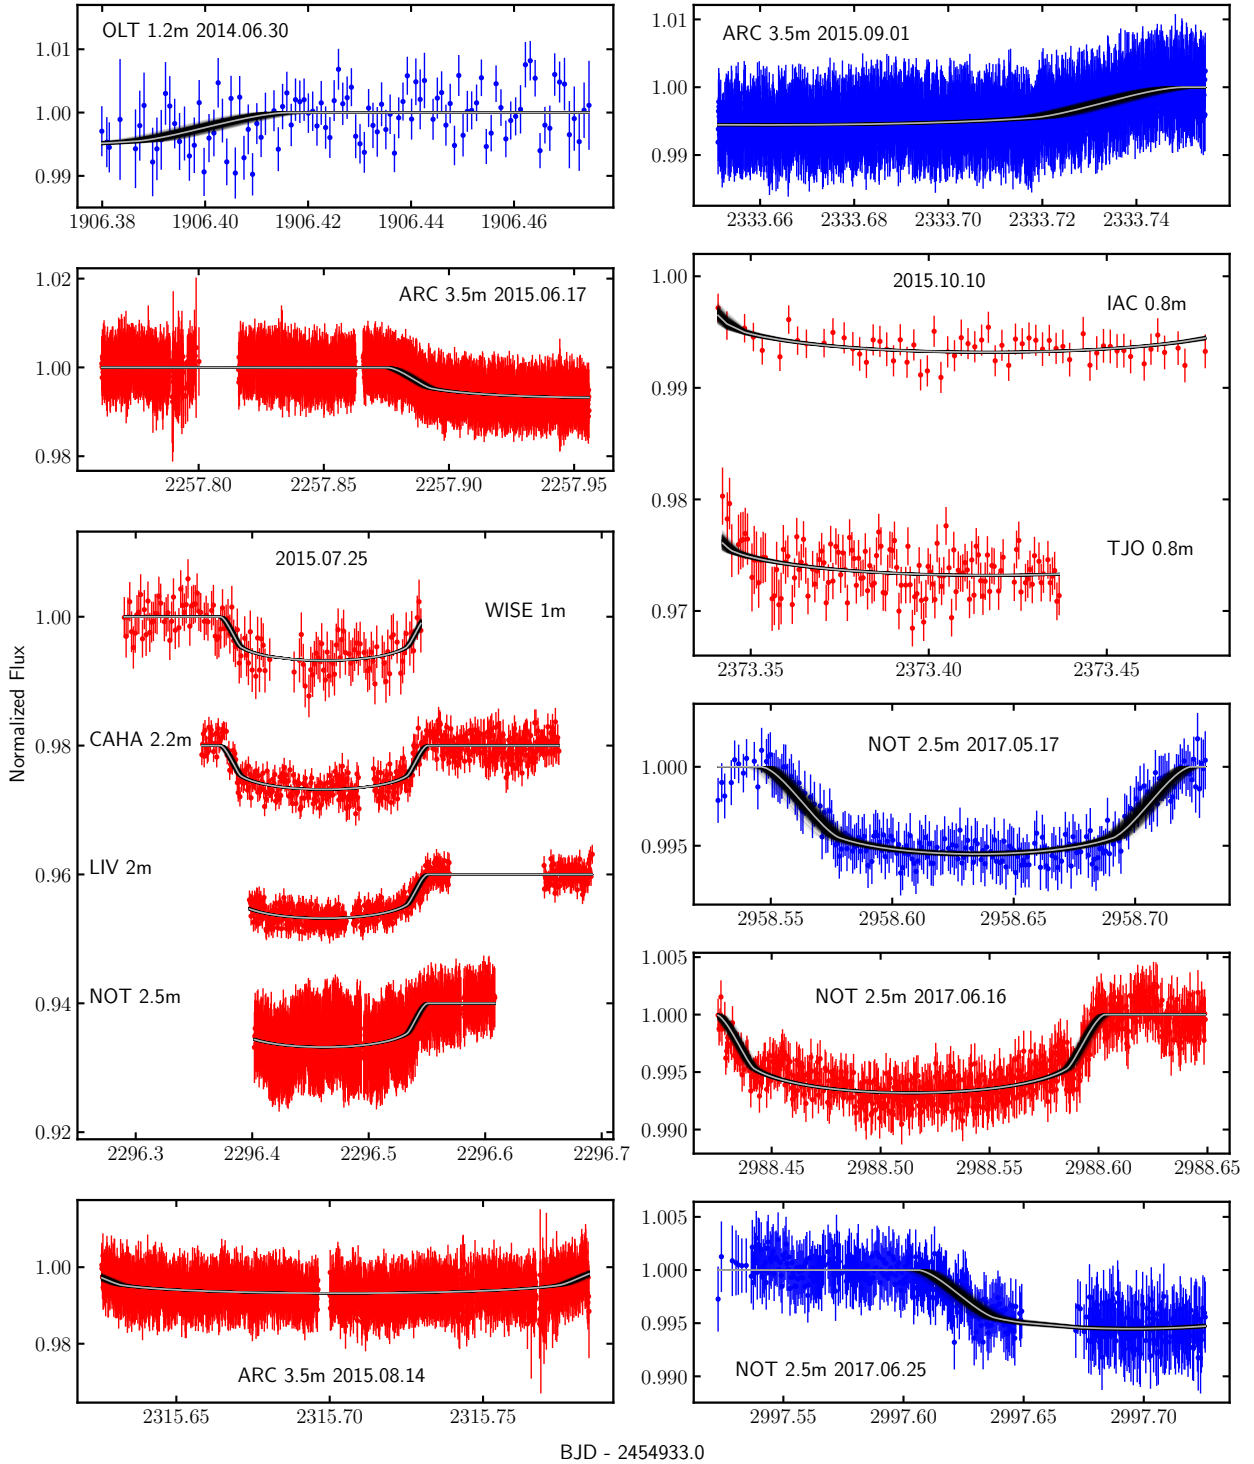 OLT 1.2m 2014.06.30
1.01
1.00
0.99
1906.38 1906.40 1906.42 1906.44 1906.46
ARC 3.5m 2015.09.01
1.01
1.00
0.99
2333.66 2333.68 2333.70 2333.72 2333.74
ARC 3.5m 2015.06.17
1.02
1.00
0.98
2257.80 2257.85 2257.90 2257.95
2015.10.10
IAC 0.8m
TJO 0.8m
1.00
0.99
0.98
0.97
2373.35 2373.40 2373.45
2015.07.25
WISE 1m
CAHA 2.2m
LIV 2m
NOT 2.5m
1.00
0.98
0.96
0.94
0.92
2296.3 2296.4 2296.5 2296.6 2296.7
Normalized Flux
NOT 2.5m 2017.05.17
1.000
0.995
2958.55 2958.60 2958.65 2958.70
NOT 2.5m 2017.06.16
1.005
1.000
0.995
0.990
2988.45 2988.50 2988.55 2988.60 2988.65
ARC 3.5m 2015.08.14
1.00
0.98
2315.65 2315.70 2315.75
NOT 2.5m 2017.06.25
1.005
1.000
0.995
0.990
2997.55 2997.60 2997.65 2997.70
BJD - 2454933.0